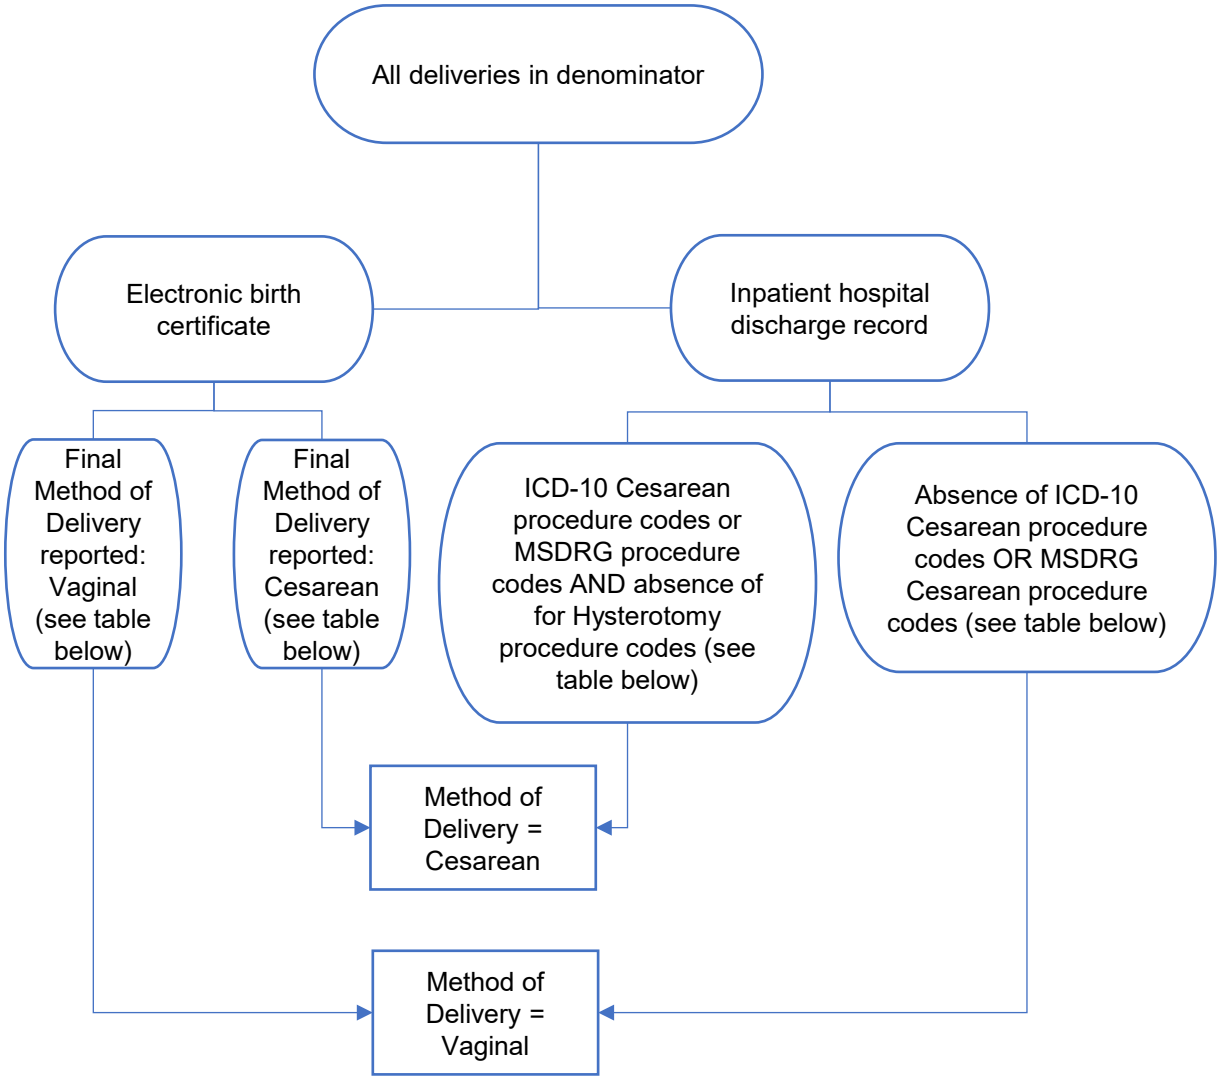 All deliveries in denominator
Electronic birth
certificate
Inpatient hospital
discharge record
Final
Method of
Delivery
reported:
Vaginal
(see table
below)
Final
Method of
Delivery
reported:
Cesarean
(see table
below)
ICD-10 Cesarean
procedure codes or
MSDRG procedure
codes AND absence of
for Hysterotomy
procedure codes (see
table below)
Absence of ICD-10
Cesarean procedure
codes OR MSDRG
Cesarean procedure
codes (see table below)
Method of
Delivery =
Cesarean
Method of
Delivery =
Vaginal